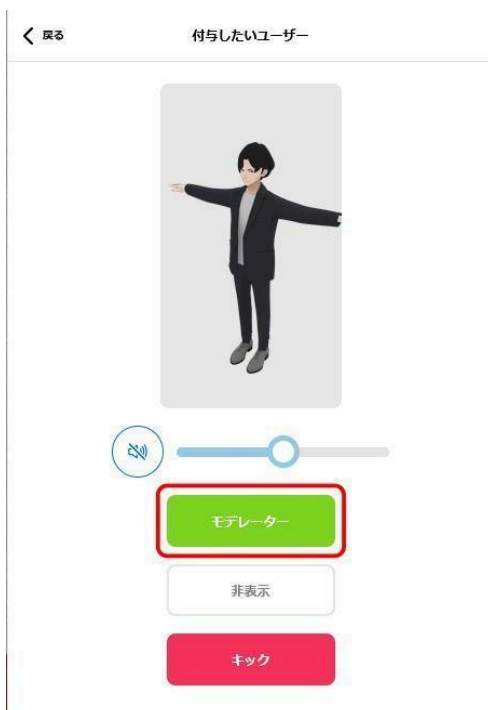 戻る
付与したいユーザー
モデレーター
非表示
キック